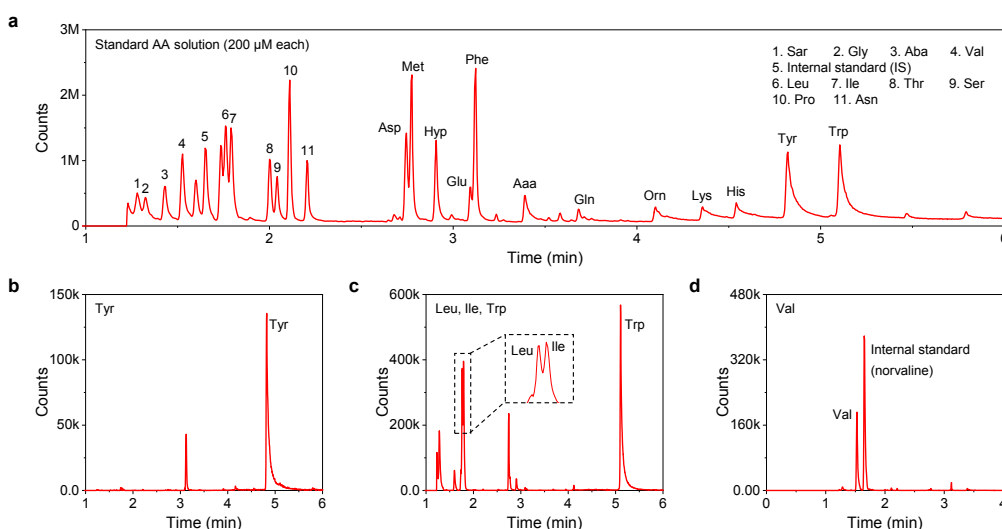 a
Standard AA solution (200 µM each)
1. Sar 2. Gly 3. Aba 4. Val
5. Internal standard (IS)
6. Leu 7. Ile 8. Thr 9. Ser
10. Pro 11. Asn
3M
2M
1M
0
Counts
1 2 3 4 5 6 7 8 9 10 11
Asp Met Hyp Glu Phe Aaa Gln Orn Lys His Tyr Trp
1 2 3 4 5 6
Time (min)
b
Tyr
150k
100k
50k
0.0
Counts
Tyr
1 2 3 4 5 6
Time (min)
c
Leu, Ile, Trp
600k
400k
200k
0.0
Counts
Leu Ile
Trp
1 2 3 4 5 6
Time (min)
d
Val
480k
360k
160k
0.0
Counts
Internal standard
(norvaline)
Val
0 1 2 3 4
Time (min)